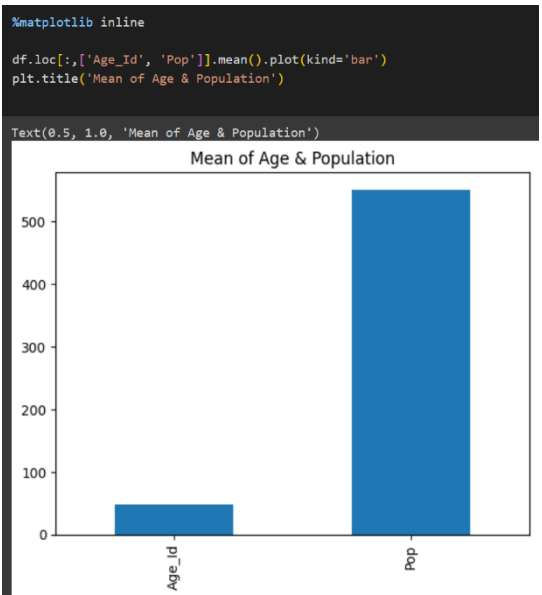 %matplotlib inline
df.loc[:,['Age_Id', 'Pop']].mean().plot(kind='bar')
plt.title('Mean of Age & Population')
Text(0.5, 1.0, 'Mean of Age & Population')
Mean of Age & Population
500
400
300
200
100
0
Age_Id
Pop